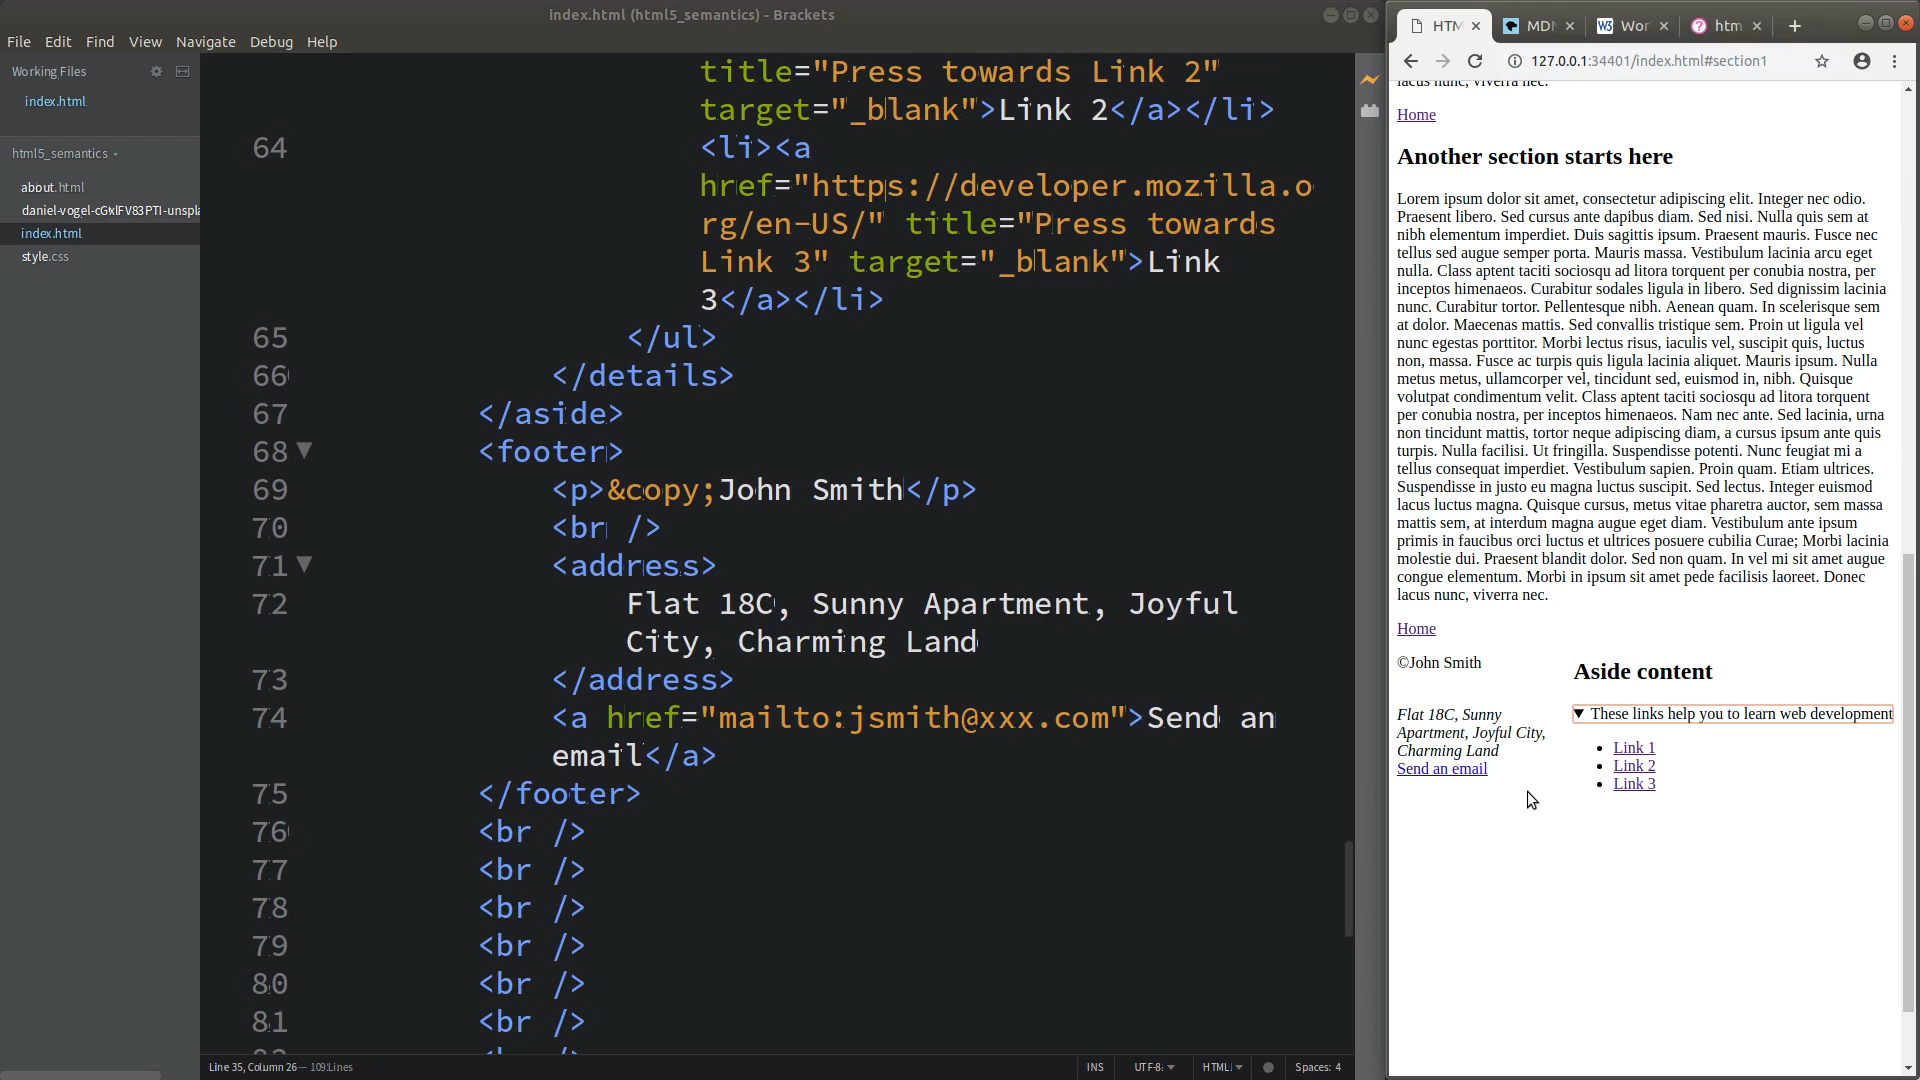 index.html (html5_semantics) - Brackets
File Edit Find View Navigate Debug Help
Working Files
index.html
html5_semantics
about.html
daniel-vogel-cGxlFV83PTI-unspla
index.html
style.css
title="Press towards Link 2"
target="_blank">Link 2</a></li>
64 <li><a
href="https://developer.mozilla.o
rg/en-US/" title="Press towards
Link 3" target="_blank">Link
3</a></li>
65 </ul>
66 </details>
67 </aside>
68 <footer>
69 <p>&copy;John Smith</p>
70 <br />
71 <address>
72 Flat 18C, Sunny Apartment, Joyful
City, Charming Land
73 </address>
74 <a href="mailto:jsmith@xxx.com">Send an
email</a>
75 </footer>
76 <br />
77 <br />
78 <br />
79 <br />
80 <br />
81 <br />
Line 35, Column 26 — 109 Lines
INS UTF-8 HTML Spaces: 4
HTM MDN Wor htm
127.0.0.1:34401/index.html#section1
lacus nunc, viverra nec.
Home
Another section starts here
Lorem ipsum dolor sit amet, consectetur adipiscing elit. Integer nec odio.
Praesent libero. Sed cursus ante dapibus diam. Sed nisi. Nulla quis sem at
nibh elementum imperdiet. Duis sagittis ipsum. Praesent mauris. Fusce nec
tellus sed augue semper porta. Mauris massa. Vestibulum lacinia arcu eget
nulla. Class aptent taciti sociosqu ad litora torquent per conubia nostra, per
inceptos himenaeos. Curabitur sodales ligula in libero. Sed dignissim lacinia
nunc. Curabitur tortor. Pellentesque nibh. Aenean quam. In scelerisque sem
at dolor. Maecenas mattis. Sed convallis tristique sem. Proin ut ligula vel
nunc egestas porttitor. Morbi lectus risus, iaculis vel, suscipit quis, luctus
non, massa. Fusce ac turpis quis ligula lacinia aliquet. Mauris ipsum. Nulla
metus metus, ullamcorper vel, tincidunt sed, euismod in, nibh. Quisque
volutpat condimentum velit. Class aptent taciti sociosqu ad litora torquent
per conubia nostra, per inceptos himenaeos. Nam nec ante. Sed lacinia, urna
non tincidunt mattis, tortor neque adipiscing diam, a cursus ipsum ante quis
turpis. Nulla facilisi. Ut fringilla. Suspendisse potenti. Nunc feugiat mi a
tellus consequat imperdiet. Vestibulum sapien. Proin quam. Etiam ultrices.
Suspendisse in justo eu magna luctus suscipit. Sed lectus. Integer euismod
lacus luctus magna. Quisque cursus, metus vitae pharetra auctor, sem massa
mattis sem, at interdum magna augue eget diam. Vestibulum ante ipsum
primis in faucibus orci luctus et ultrices posuere cubilia Curae; Morbi lacinia
molestie dui. Praesent blandit dolor. Sed non quam. In vel mi sit amet augue
congue elementum. Morbi in ipsum sit amet pede facilisis laoreet. Donec
lacus nunc, viverra nec.
Home
©John Smith
Flat 18C, Sunny
Apartment, Joyful City,
Charming Land
Send an email
Aside content
These links help you to learn web development
Link 1
Link 2
Link 3